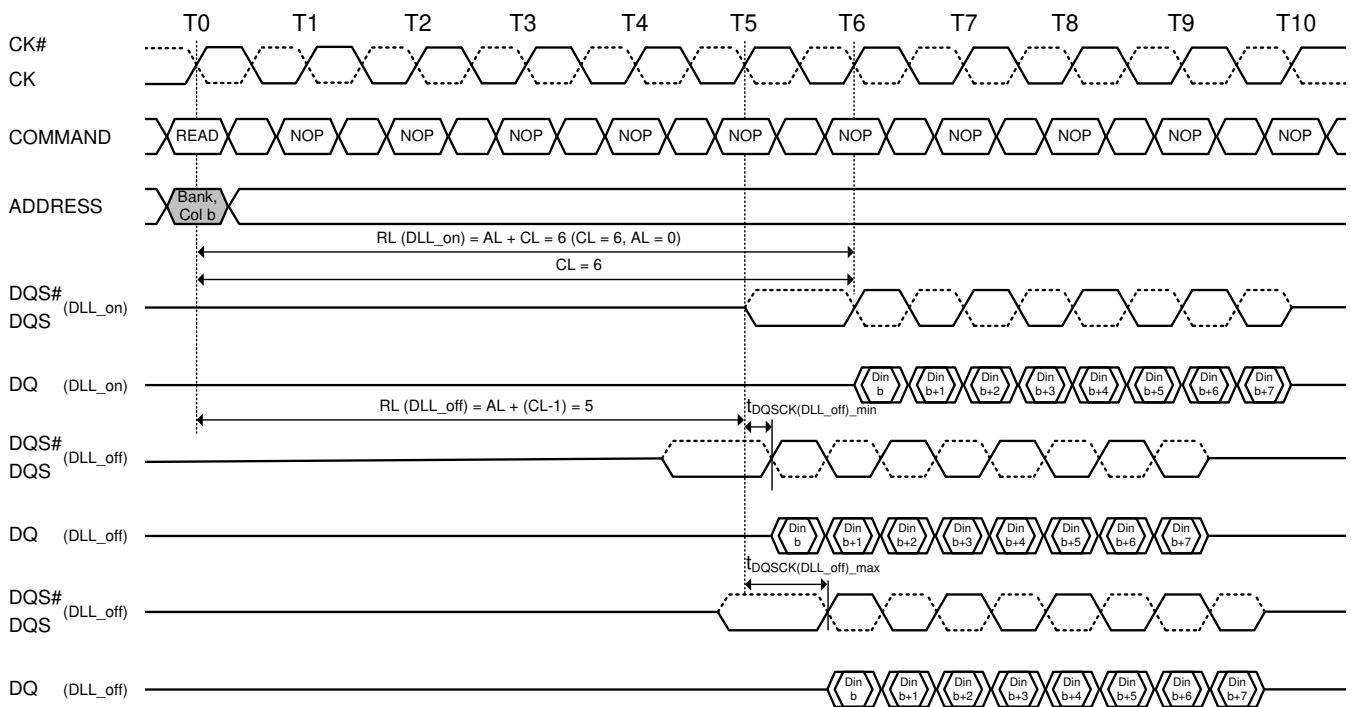 T0 T1 T2 T3 T4 T5 T6 T7 T8 T9 T10
CK#
CK
COMMAND READ NOP NOP NOP NOP NOP NOP NOP NOP NOP NOP
ADDRESS
Bank,
Col b
RL (DLL_on) = AL + CL = 6 (CL = 6, AL = 0)
CL = 6
DQS# (DLL_on)
DQS
DQ (DLL_on)
Din Din Din Din Din Din Din Din
b b+1 b+2 b+3 b+4 b+5 b+6 b+7
RL (DLL_off) = AL + (CL-1) = 5
tDQSCK(DLL_off)_min
DQS# (DLL_off)
DQS
DQ (DLL_off)
Din Din Din Din Din Din Din Din
b b+1 b+2 b+3 b+4 b+5 b+6 b+7
tDQSCK(DLL_off)_max
DQS# (DLL_off)
DQS
DQ (DLL_off)
Din Din Din Din Din Din Din Din
b b+1 b+2 b+3 b+4 b+5 b+6 b+7